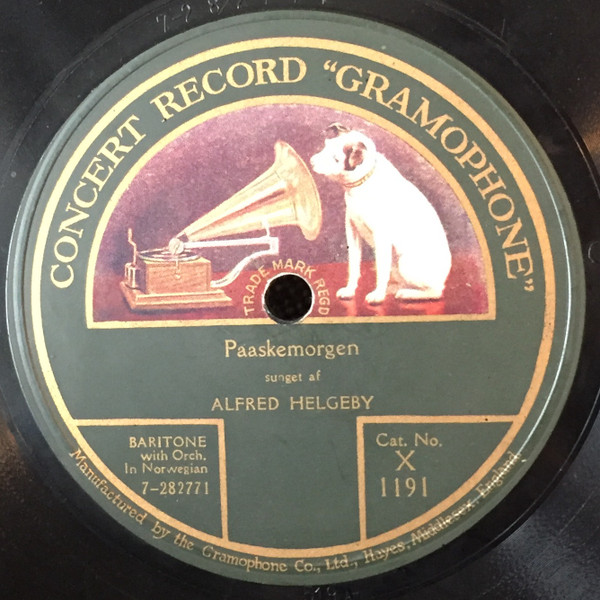 CONCERT RECORD “GRAMOPHONE”
TRADE MARK REGD
Paaskemorgen
sunget af
ALFRED HELGEBY
BARITONE
with Orch.
In Norwegian
7-282771
Cat. No.
X
1191
Manufactured by the Gramophone Co., Ltd., Hayes, Middlesex, England.